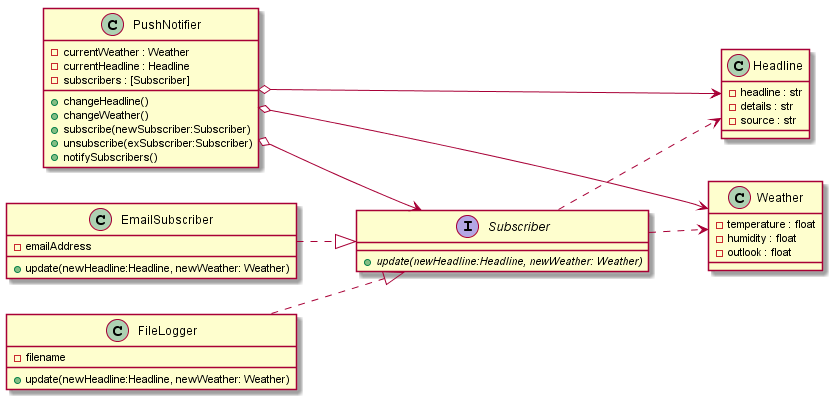 C PushNotifier
currentWeather : Weather
currentHeadline : Headline
subscribers : [Subscriber]
changeHeadline()
changeWeather()
subscribe(newSubscriber:Subscriber)
unsubscribe(exSubscriber:Subscriber)
notifySubscribers()
C Headline
headline : str
details : str
source : str
C EmailSubscriber
emailAddress
update(newHeadline:Headline, newWeather: Weather)
I Subscriber
update(newHeadline:Headline, newWeather: Weather)
C Weather
temperature : float
humidity : float
outlook : float
C FileLogger
filename
update(newHeadline:Headline, newWeather: Weather)